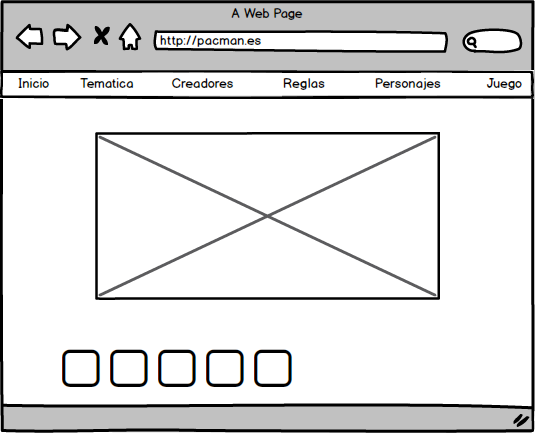 A Web Page
http://pacman.es
Inicio Tematica Creadores Reglas Personajes Juego